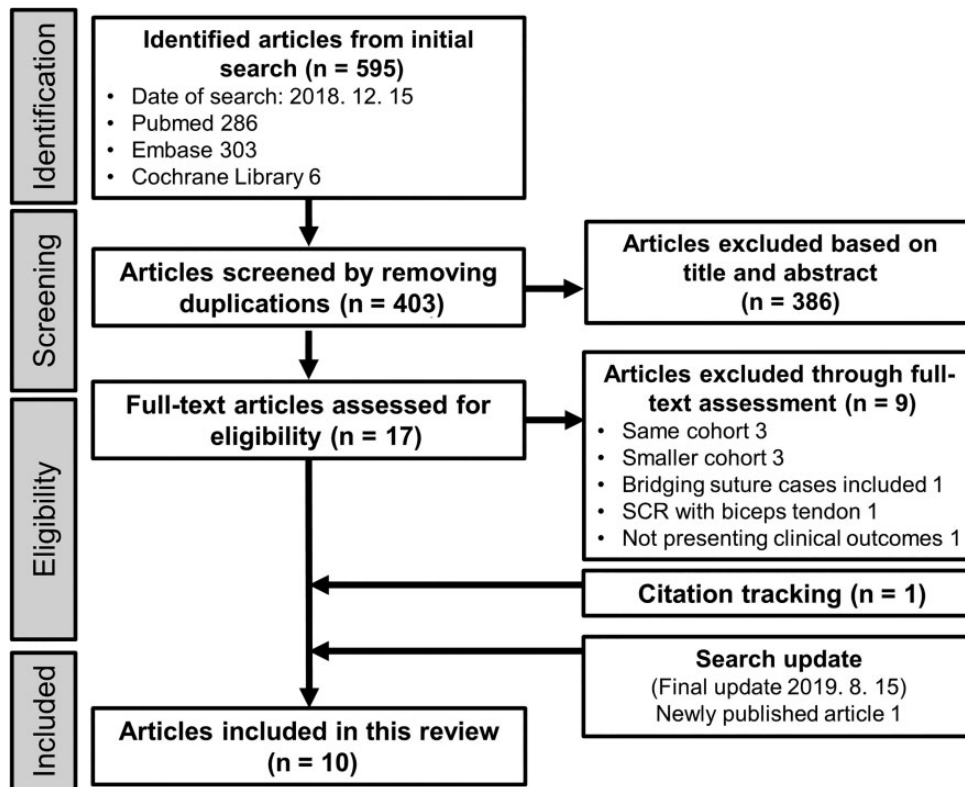 Identification
Identified articles from initial
search (n = 595)
• Date of search: 2018. 12. 15
• Pubmed 286
• Embase 303
• Cochrane Library 6
Screening
Articles screened by removing
duplications (n = 403)
Articles excluded based on
title and abstract
(n = 386)
Eligibility
Full-text articles assessed for
eligibility (n = 17)
Articles excluded through full-
text assessment (n = 9)
• Same cohort 3
• Smaller cohort 3
• Bridging suture cases included 1
• SCR with biceps tendon 1
• Not presenting clinical outcomes 1
Citation tracking (n = 1)
Search update
(Final update 2019. 8. 15)
Newly published article 1
Included
Articles included in this review
(n = 10)